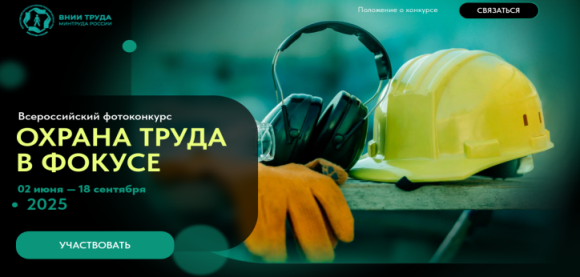 ВНИИ ТРУДА
МИНТРУДА РОССИИ
Положение о конкурсе
СВЯЗАТЬСЯ
Всероссийский фотоконкурс
ОХРАНА ТРУДА
В ФОКУСЕ
02 июня — 18 сентября
2025
УЧАСТВОВАТЬ